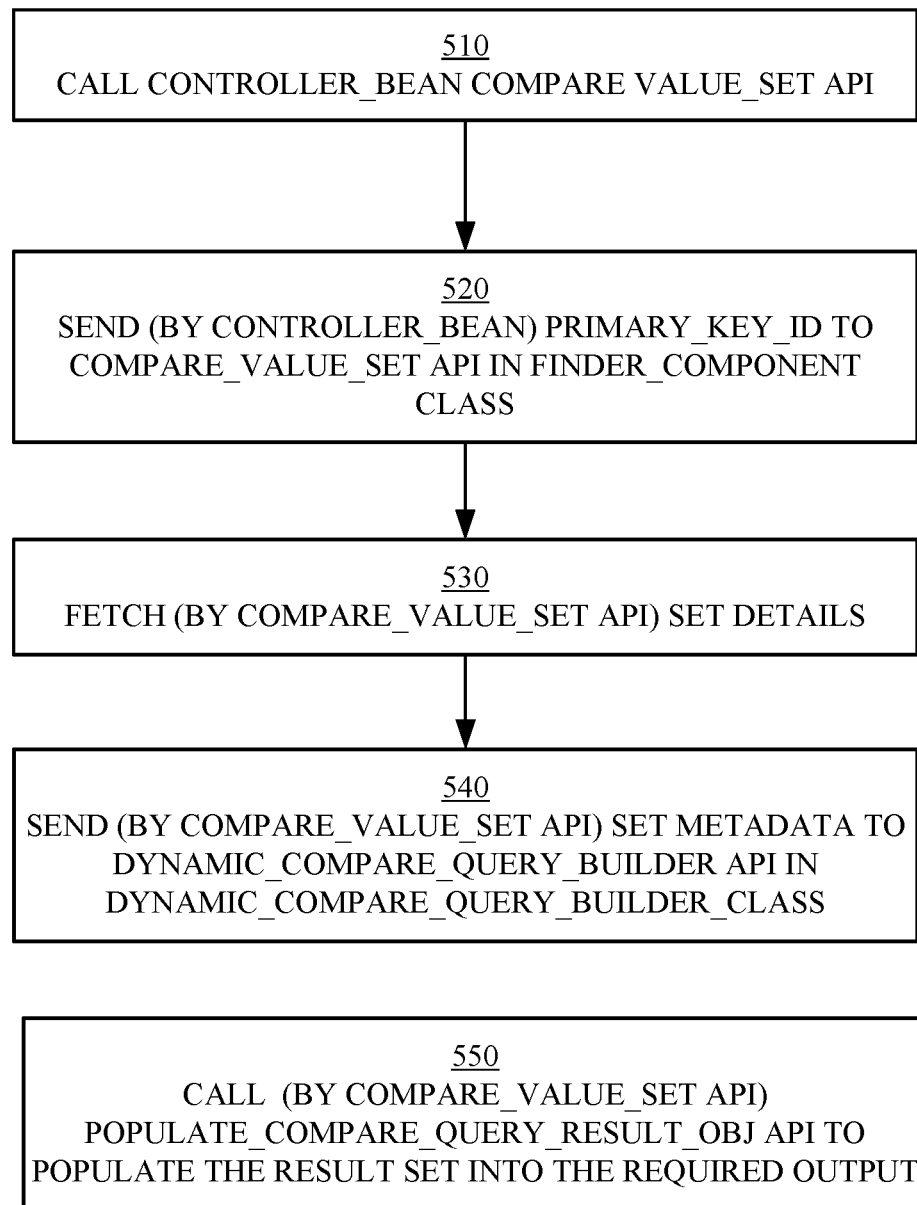 510
CALL CONTROLLER_BEAN COMPARE VALUE_SET API
520
SEND (BY CONTROLLER_BEAN) PRIMARY_KEY_ID TO
COMPARE_VALUE_SET API IN FINDER_COMPONENT
CLASS
530
FETCH (BY COMPARE_VALUE_SET API) SET DETAILS
540
SEND (BY COMPARE_VALUE_SET API) SET METADATA TO
DYNAMIC_COMPARE_QUERY_BUILDER API IN
DYNAMIC_COMPARE_QUERY_BUILDER_CLASS
550
CALL (BY COMPARE_VALUE_SET API)
POPULATE_COMPARE_QUERY_RESULT_OBJ API TO
POPULATE THE RESULT SET INTO THE REQUIRED OUTPUT